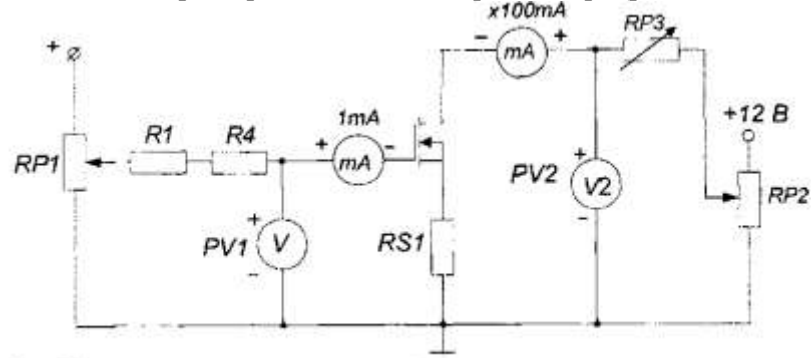 x100mA
RP3
- +
+
mA
1mA
+12 В
R1 R4
+ -
RP1
mA
+
PV2
V2
RP2
+
-
PV1
V
RS1
-